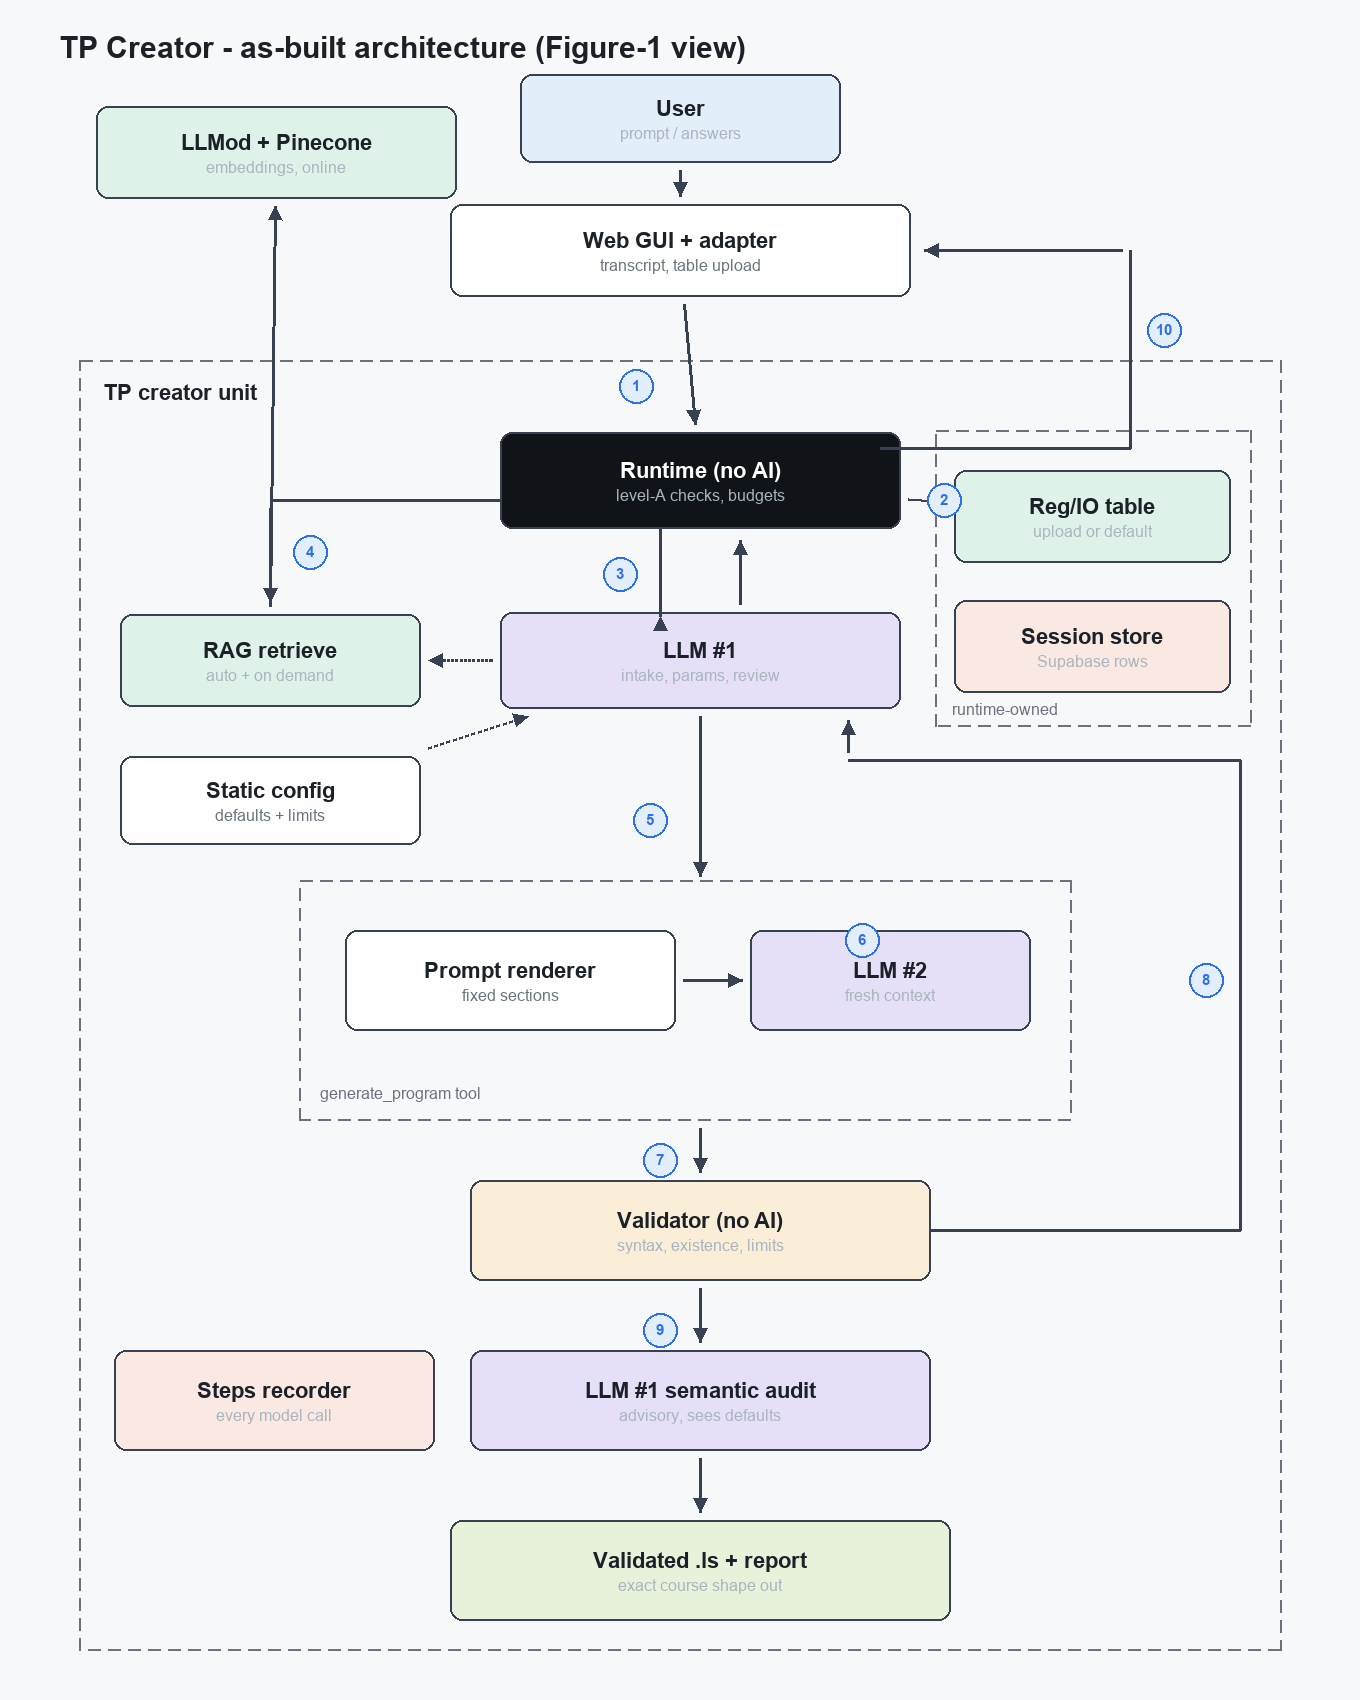 TP Creator - as-built architecture (Figure-1 view)
User
prompt / answers
LLMod + Pinecone
embeddings, online
Web GUI + adapter
transcript, table upload
10
TP creator unit
1
Runtime (no AI)
level-A checks, budgets
2
Reg/IO table
upload or default
4
3
RAG retrieve
auto + on demand
LLM #1
intake, params, review
Session store
Supabase rows
runtime-owned
Static config
defaults + limits
5
6
Prompt renderer
fixed sections
LLM #2
fresh context
8
generate_program tool
7
Validator (no AI)
syntax, existence, limits
9
Steps recorder
every model call
LLM #1 semantic audit
advisory, sees defaults
Validated .ls + report
exact course shape out